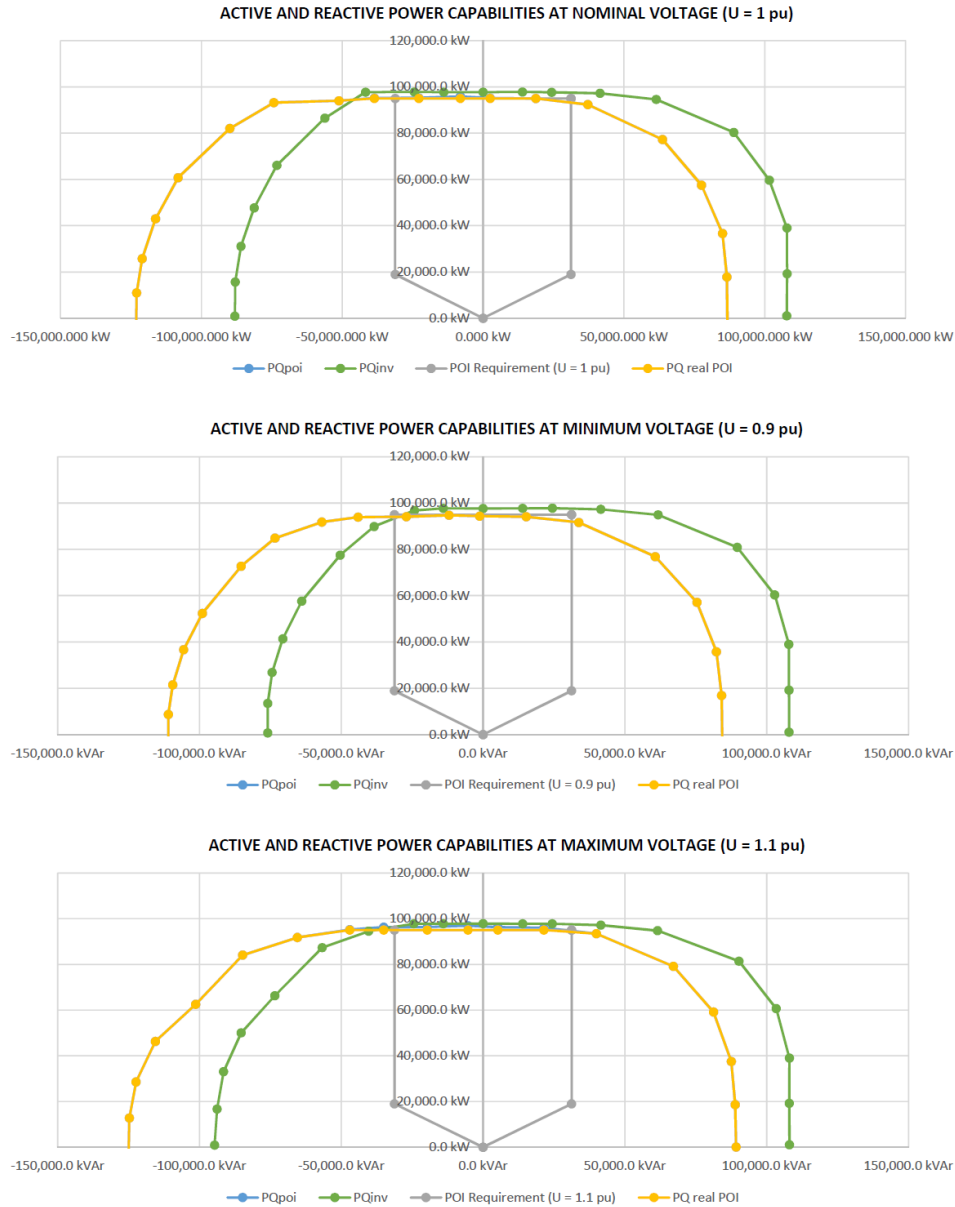 ACTIVE AND REACTIVE POWER CAPABILITIES AT NOMINAL VOLTAGE (U = 1 pu)
120,000.0 kW
100,000.0 kW
80,000.0 kW
60,000.0 kW
40,000.0 kW
20,000.0 kW
0.0 kW
-150,000.000 kW -100,000.000 kW -50,000.000 kW 0.000 kW 50,000.000 kW 100,000.000 kW 150,000.000 kW
PQpoi PQinv POI Requirement (U = 1 pu) PQ real POI
ACTIVE AND REACTIVE POWER CAPABILITIES AT MINIMUM VOLTAGE (U = 0.9 pu)
120,000.0 kW
100,000.0 kW
80,000.0 kW
60,000.0 kW
40,000.0 kW
20,000.0 kW
0.0 kW
-150,000.0 kVAr -100,000.0 kVAr -50,000.0 kVAr 0.0 kVAr 50,000.0 kVAr 100,000.0 kVAr 150,000.0 kVAr
PQpoi PQinv POI Requirement (U = 0.9 pu) PQ real POI
ACTIVE AND REACTIVE POWER CAPABILITIES AT MAXIMUM VOLTAGE (U = 1.1 pu)
120,000.0 kW
100,000.0 kW
80,000.0 kW
60,000.0 kW
40,000.0 kW
20,000.0 kW
0.0 kW
-150,000.0 kVAr -100,000.0 kVAr -50,000.0 kVAr 0.0 kVAr 50,000.0 kVAr 100,000.0 kVAr 150,000.0 kVAr
PQpoi PQinv POI Requirement (U = 1.1 pu) PQ real POI